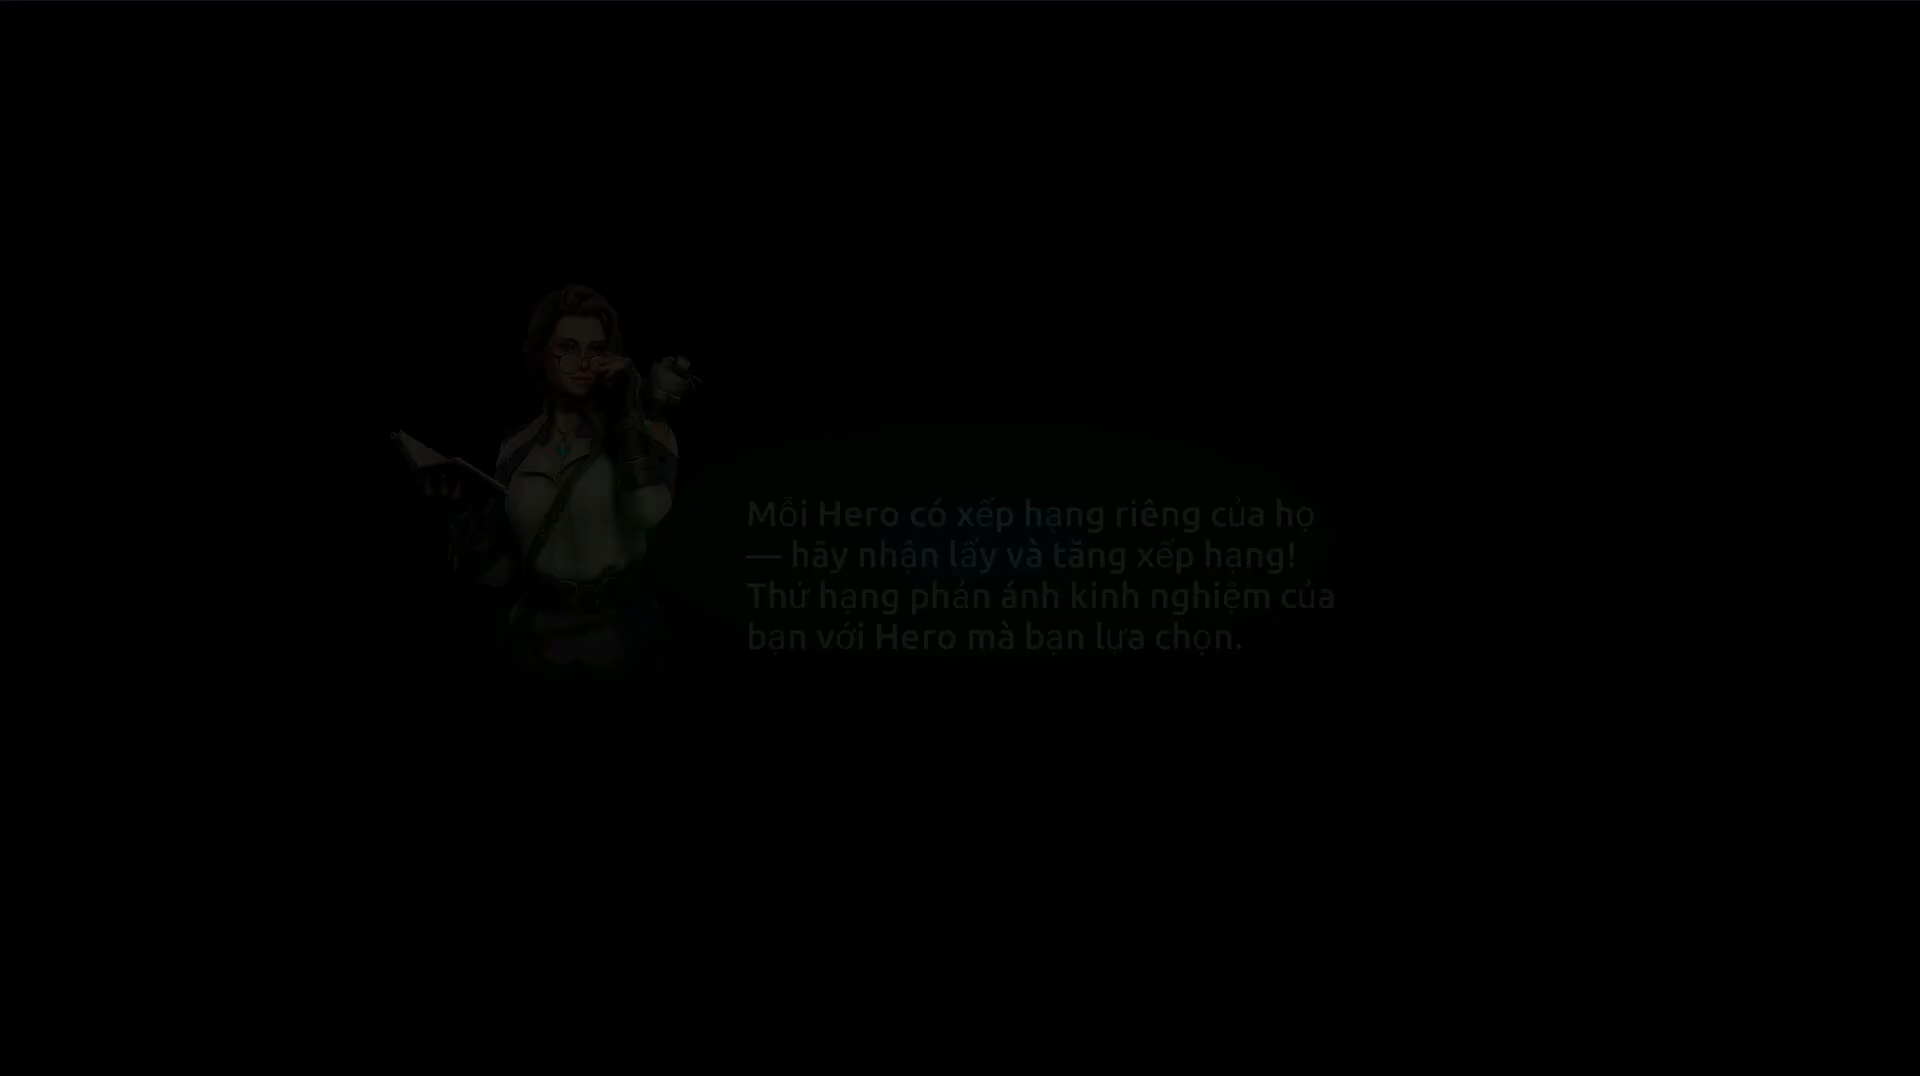 Mỗi Hero có xếp hạng riêng của họ
— hãy nhận lấy và tăng xếp hạng!
Thứ hạng phản ánh kinh nghiệm của
bạn với Hero mà bạn lựa chọn.